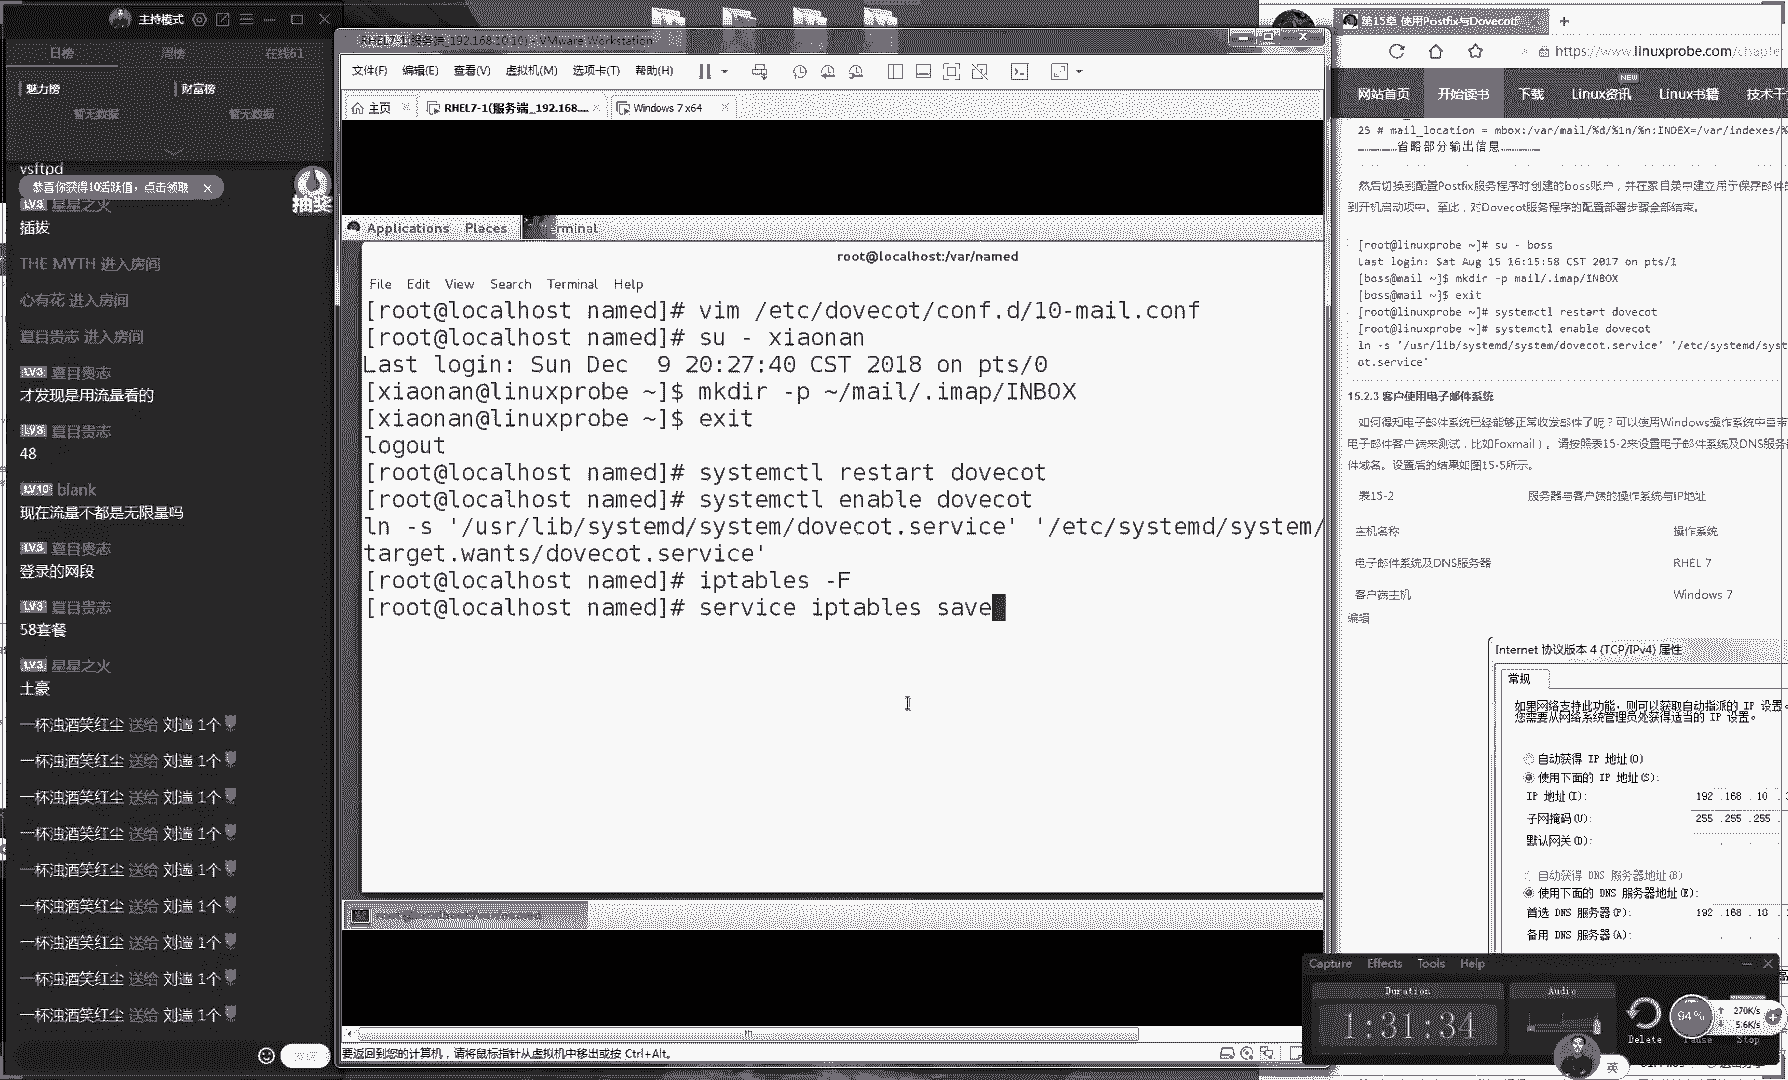 主持模式
日榜
周榜
在线61
魅力榜
财富榜
暂无数据
暂无数据
vsftpd
恭喜你获得10活跃值，点击领取
抽奖
LV3 星星之火
插拔
THE MYTH 进入房间
心有花 进入房间
夏目贵志 进入房间
LV3 夏目贵志
才发现是用流量看的
LV3 夏目贵志
48
LV10 blank
现在流量不都是无限量吗
LV3 夏目贵志
登录的网段
LV3 夏目贵志
58套餐
LV3 星星之火
土豪
一杯浊酒笑红尘 送给 刘遄 1个
一杯浊酒笑红尘 送给 刘遄 1个
一杯浊酒笑红尘 送给 刘遄 1个
一杯浊酒笑红尘 送给 刘遄 1个
一杯浊酒笑红尘 送给 刘遄 1个
一杯浊酒笑红尘 送给 刘遄 1个
一杯浊酒笑红尘 送给 刘遄 1个
一杯浊酒笑红尘 送给 刘遄 1个
一杯浊酒笑红尘 送给 刘遄 1个
RHEL7-1(服务端_192.168.10.10) - VMware Workstation
文件(F) 编辑(E) 查看(V) 虚拟机(M) 选项卡(T) 帮助(H)
主页
RHEL7-1(服务端_192.168....
Windows 7 x64
Applications Places Terminal
root@localhost:/var/named
File Edit View Search Terminal Help
[root@localhost named]# vim /etc/dovecot/conf.d/10-mail.conf
[root@localhost named]# su - xiaonan
Last login: Sun Dec  9 20:27:40 CST 2018 on pts/0
[xiaonan@linuxprobe ~]$ mkdir -p ~/mail/.imap/INBOX
[xiaonan@linuxprobe ~]$ exit
logout
[root@localhost named]# systemctl restart dovecot
[root@localhost named]# systemctl enable dovecot
ln -s '/usr/lib/systemd/system/dovecot.service' '/etc/systemd/system/
target.wants/dovecot.service'
[root@localhost named]# iptables -F
[root@localhost named]# service iptables save
要返回到您的计算机，请将鼠标指针从虚拟机中移出或按 Ctrl+Alt。
第15章 使用Postfix与Dovecot
https://www.linuxprobe.com/chapte
网站首页 开始读书 下载 Linux资讯 Linux书籍 技术干
NEW
25 # mail_location = mbox:/var/mail/%d/%1n/%n:INDEX=/var/indexes/%
………………省略部分输出信息………………
然后切换到配置Postfix服务程序时创建的boss账户，并在家目录中建立用于保存邮件的
到开机启动项中。至此，对Dovecot服务程序的配置部署步骤全部结束。
[root@linuxprobe ~]# su - boss
Last login: Sat Aug 15 16:15:58 CST 2017 on pts/1
[boss@mail ~]$ mkdir -p mail/.imap/INBOX
[boss@mail ~]$ exit
[root@linuxprobe ~]# systemctl restart dovecot
[root@linuxprobe ~]# systemctl enable dovecot
ln -s '/usr/lib/systemd/system/dovecot.service' '/etc/systemd/syst
ot.service'
15.2.3 客户使用电子邮件系统
如何得知电子邮件系统已经能够正常收发邮件了呢？可以使用Windows操作系统中自带
电子邮件客户端来测试，比如Foxmail）。请按照表15-2来设置电子邮件系统及DNS服务
件域名。设置后的结果如图15-5所示。
表15-2 服务器与客户端的操作系统与IP地址
主机名称 操作系统
电子邮件系统及DNS服务器 RHEL 7
客户端主机 Windows 7
编辑
Internet 协议版本 4 (TCP/IPv4) 属性
常规
如果网络支持此功能，则可以获取自动指派的 IP 设置。
您需要从网络系统管理员处获得适当的 IP 设置。
自动获得 IP 地址(O)
使用下面的 IP 地址(S):
IP 地址(I): 192 .168 .10 .
子网掩码(U): 255 .255 .255 .
默认网关(D):
自动获得 DNS 服务器地址(B)
使用下面的 DNS 服务器地址(E):
首选 DNS 服务器(P): 192 .168 .10 .
备用 DNS 服务器(A):
Capture Effects Tools Help
Duration
Audio
1:31:34
Delete
Pause
Stop
94%
270K/s
5.6K/s
英